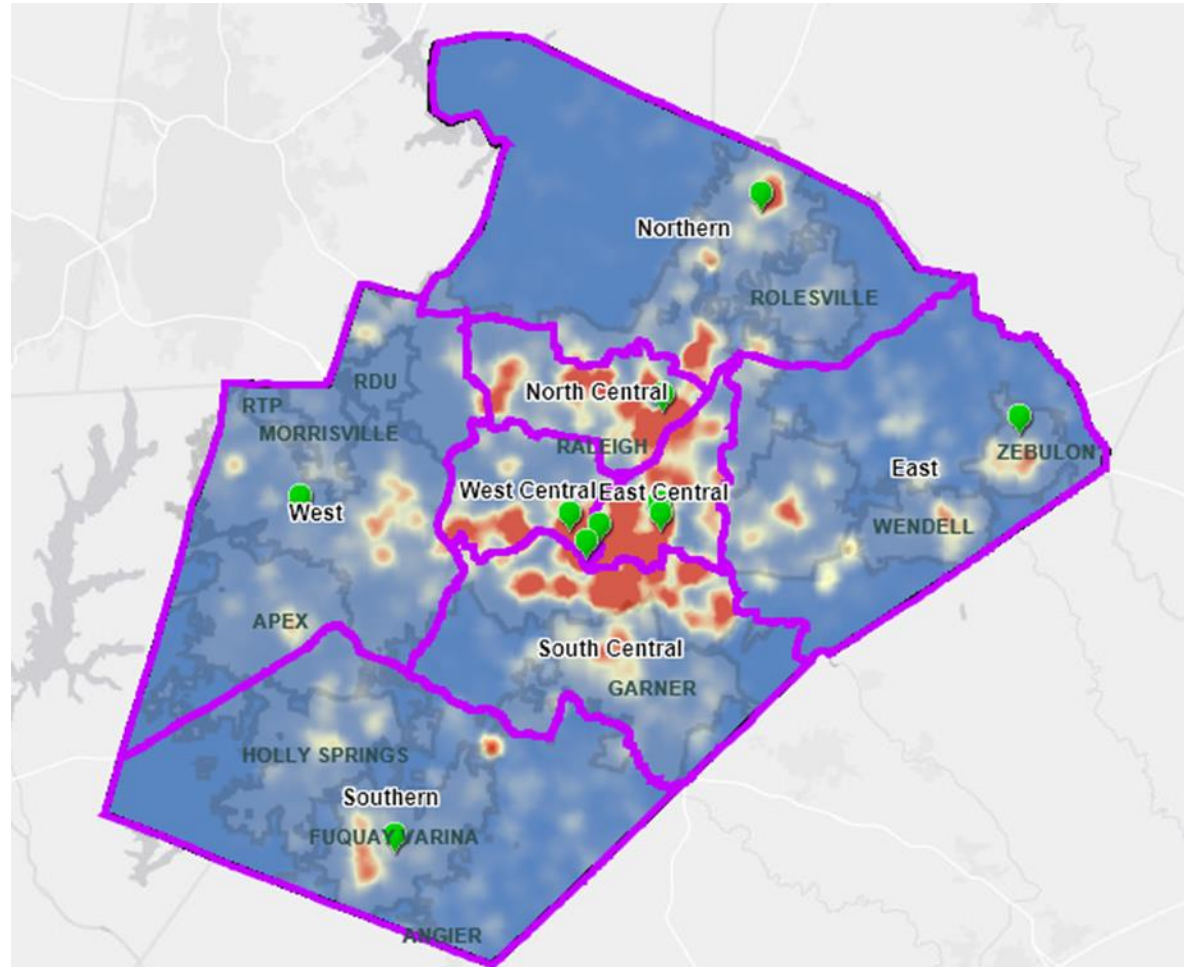 Northern
ROLESVILLE
RDU
RTP
North Central
MORRISVILLE
RALEIGH
ZEBULON
East
West Central
East Central
West
WENDELL
APEX
South Central
GARNER
HOLLY SPRINGS
Southern
FUQUAY VARINA
ANGIER